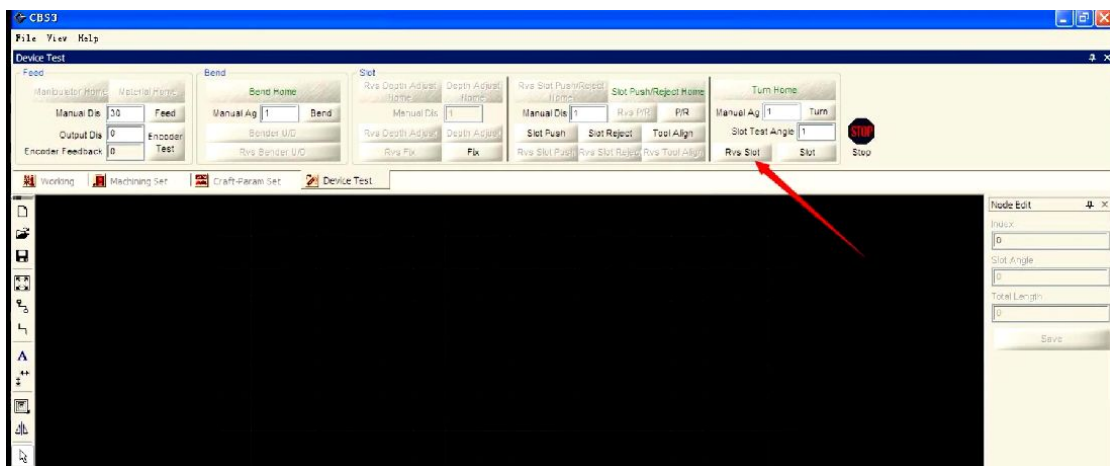 CBS3
File View Help
Device Test
Feed
Manipulator Home Material Home
Manual Dis 30 Feed
Output Dis 0 Encoder Test
Encoder Feedback 0
Bend
Bend Home
Manual Ag 1 Bend
Bender U/D
Rvs Bender U/D
Slot
Rvs Depth Adjust Home Depth Adjust Home
Manual Dis 1
Rvs Depth Adjust Depth Adjust
Rvs Fix Fix
Rvs Slot Push/Reject Home Slot Push/Reject Home
Manual Dis 1 Rvs P/R P/R
Slot Push Slot Reject Tool Align
Rvs Slot Push Rvs Slot Reject Rvs Tool Align
Turn Home
Manual Ag 1 Turn
Slot Test Angle 1
Rvs Slot Slot
STOP
Stop
Working Machining Set Craft-Param Set Device Test
Node Edit
Index
0
Slot Angle
0
Total Length
0
Save
A